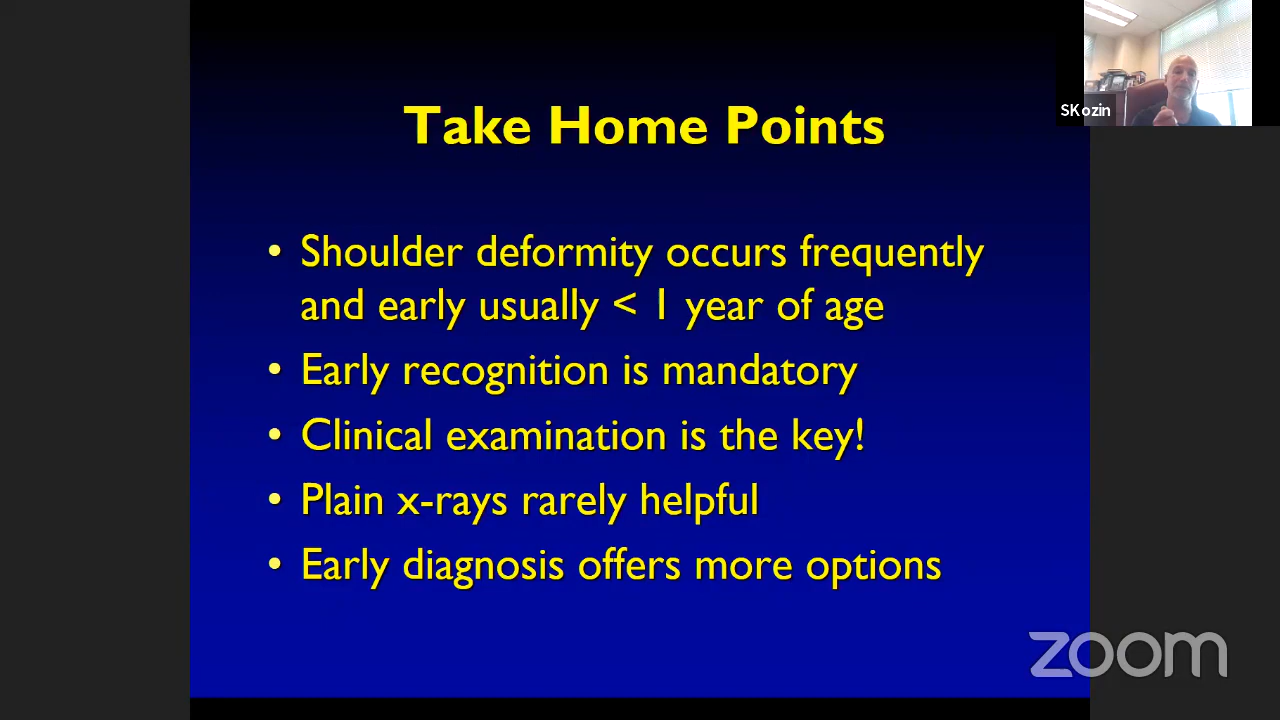 SKozin
Take Home Points
• Shoulder deformity occurs frequently
and early usually < 1 year of age
• Early recognition is mandatory
• Clinical examination is the key!
• Plain x-rays rarely helpful
• Early diagnosis offers more options
zoom